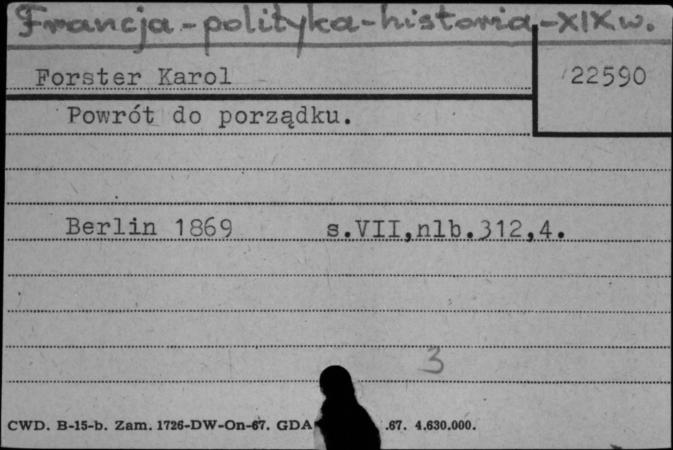 Francja-polityka-historia-XIXw.
Forster Karol
22590
Powrót do porządku.
Berlin 1869 s.VII,nlb.312,4.
3
CWD. B-15-b. Zam. 1726-DW-On-67. GDA .67. 4.630.000.